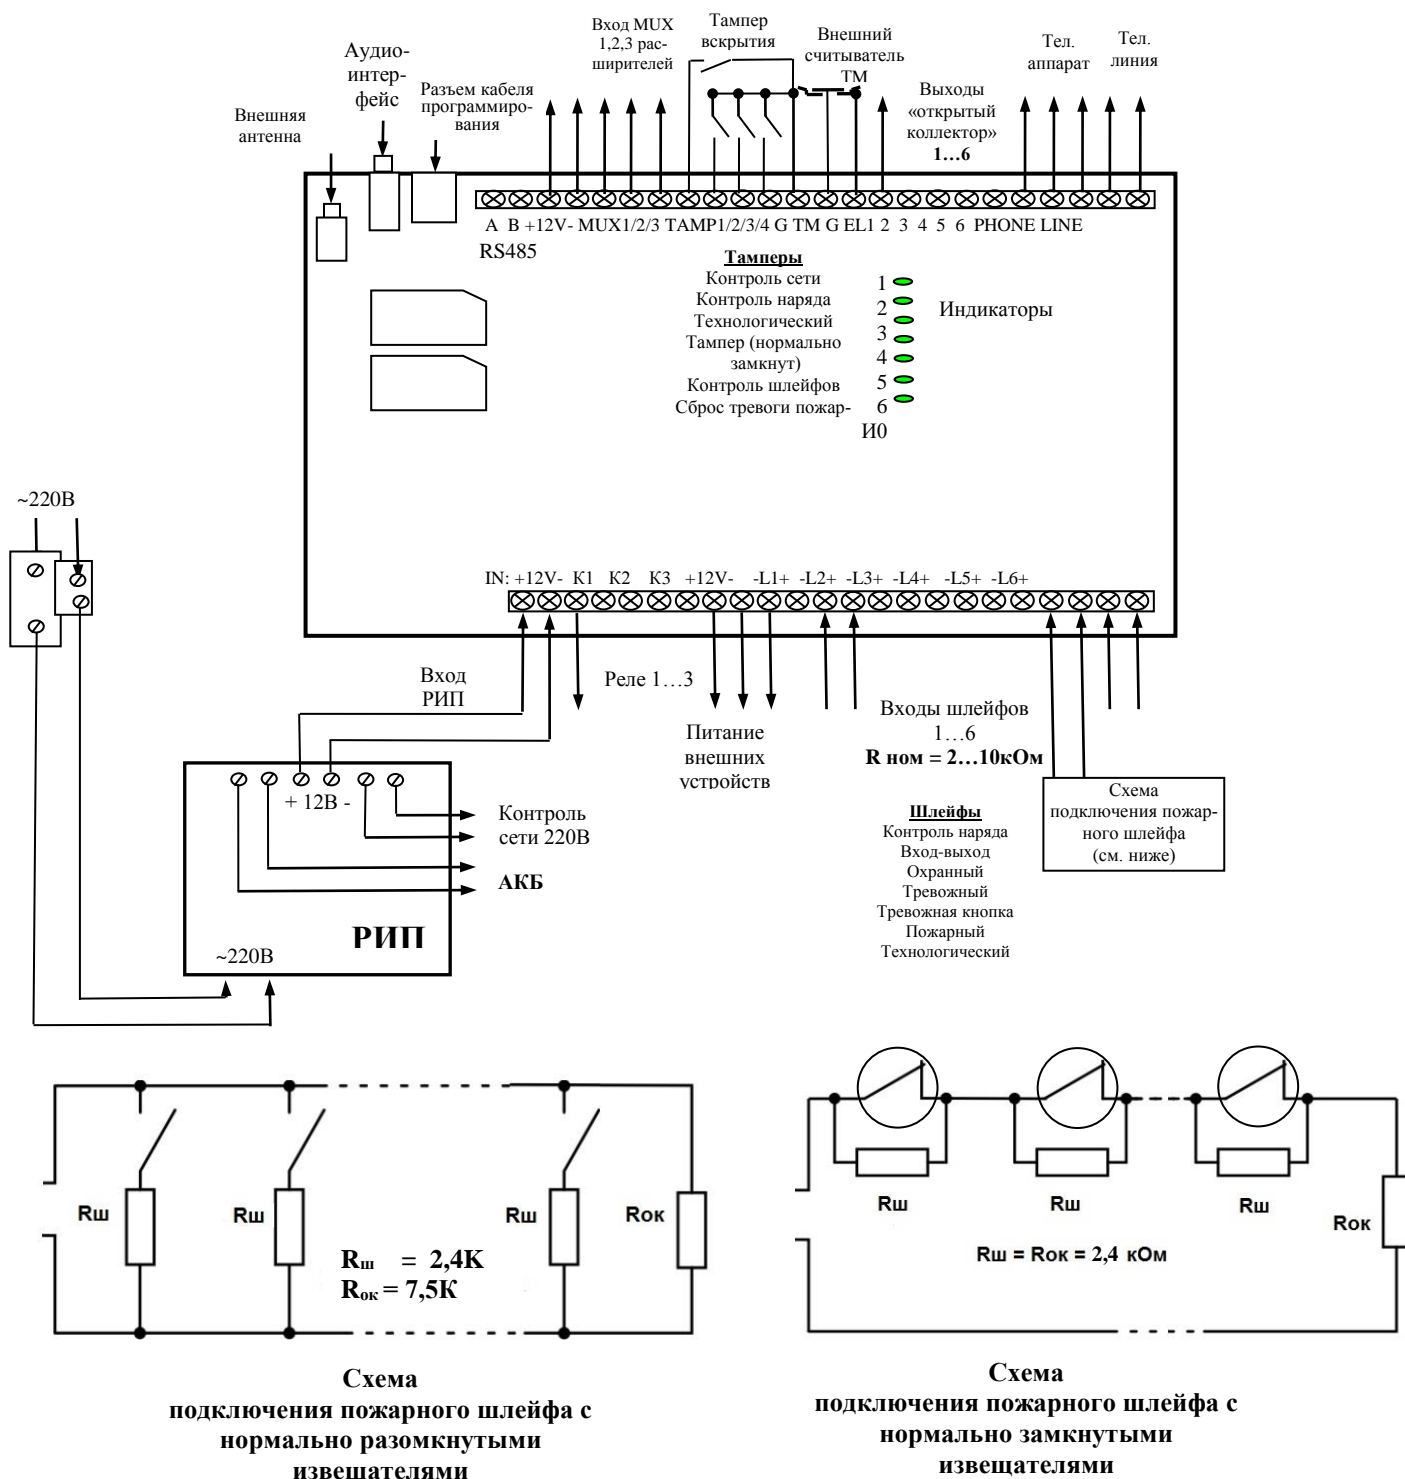 Вход MUX
1,2,3 рас-
ширителей
Тампер
вскрытия
Внешний
считыватель
ТМ
Тел.
аппарат
Тел.
линия
Аудио-
интер-
фейс
Разъем кабеля
программиро-
вания
Внешняя
антенна
Выходы
«открытый
коллектор»
1…6
A B +12V- MUX1/2/3 TAMP1/2/3/4 G TM G EL1 2 3 4 5 6 PHONE LINE
RS485
Тамперы
Контроль сети
Контроль наряда
Технологический
Тампер (нормально
замкнут)
Контроль шлейфов
Сброс тревоги пожар-
1
2
3
4
5
6
И0
Индикаторы
~220В
IN: +12V- К1 К2 К3 +12V- -L1+ -L2+ -L3+ -L4+ -L5+ -L6+
Вход
РИП
Реле 1…3
Питание
внешних
устройств
Входы шлейфов
1…6
R ном = 2…10кОм
+ 12В -
Контроль
сети 220В
АКБ
РИП
~220В
Шлейфы
Контроль наряда
Вход-выход
Охранный
Тревожный
Тревожная кнопка
Пожарный
Технологический
Схема
подключения пожар-
ного шлейфа
(см. ниже)
Rш
Rш
Rш
Rок
Rш = 2,4K
Rок = 7,5К
Схема
подключения пожарного шлейфа с
нормально разомкнутыми
извещателями
Rш
Rш
Rш
Rок
Rш = Rок = 2,4 кОм
Схема
подключения пожарного шлейфа с
нормально замкнутыми
извещателями